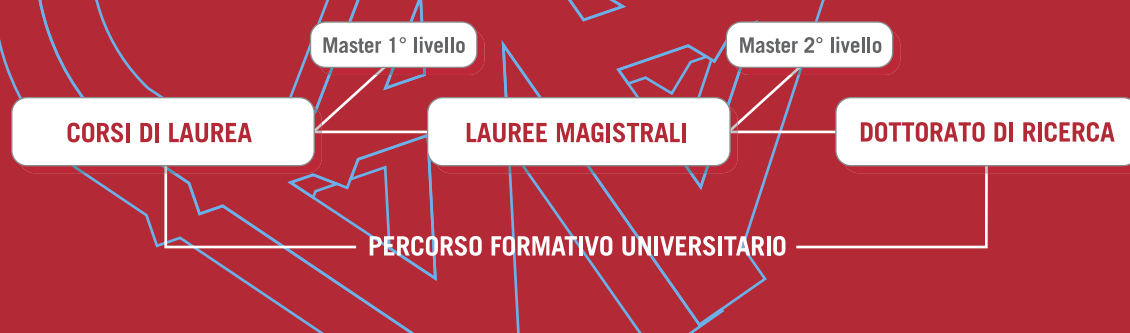 Master 1° livello
Master 2° livello
CORSI DI LAUREA
LAUREE MAGISTRALI
DOTTORATO DI RICERCA
PERCORSO FORMATIVO UNIVERSITARIO